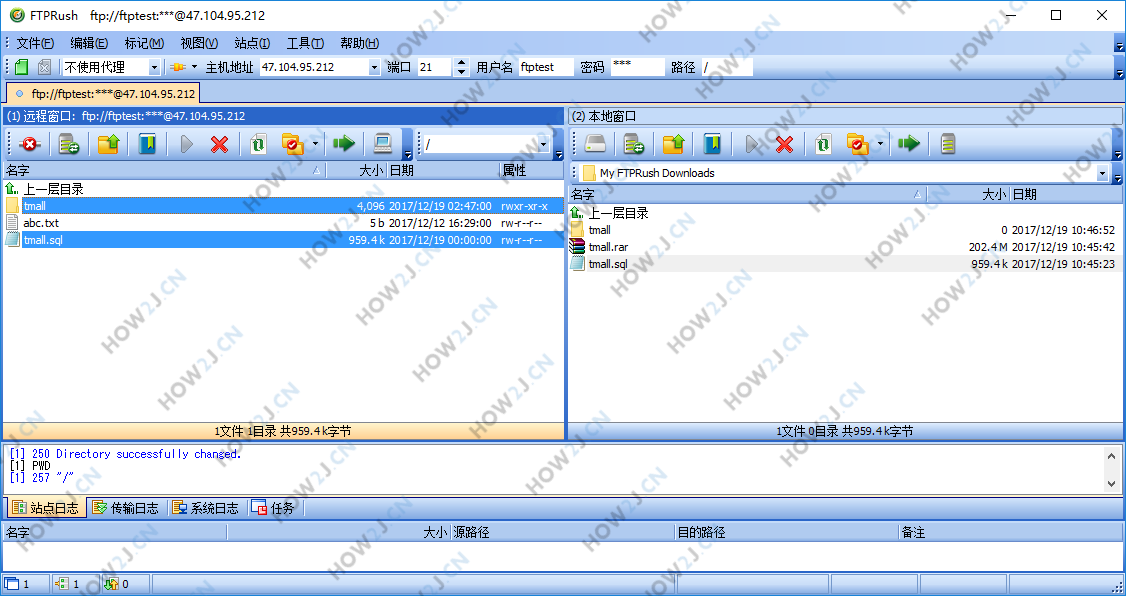 FTPRush ftp://ftptest:***@47.104.95.212
文件(F) 编辑(E) 标记(M) 视图(V) 站点(I) 工具(T) 帮助(H)
不使用代理 主机地址 47.104.95.212 端口 21 用户名 ftptest 密码 *** 路径 /
ftp://ftptest:***@47.104.95.212
(1) 远程窗口: ftp://ftptest:***@47.104.95.212
/
名字 大小 日期 属性
上一层目录
tmall 4,096 2017/12/19 02:47:00 rwxr-xr-x
abc.txt 5 b 2017/12/12 16:29:00 rw-r--r--
tmall.sql 959.4 k 2017/12/19 00:00:00 rw-r--r--
1文件 1目录 共959.4 k字节
(2) 本地窗口
My FTPRush Downloads
名字 大小 日期
上一层目录
tmall 0 2017/12/19 10:46:52
tmall.rar 202.4 M 2017/12/19 10:45:42
tmall.sql 959.4 k 2017/12/19 10:45:23
1文件 0目录 共959.4 k字节
[1] 250 Directory successfully changed.
[1] PWD
[1] 257 "/"
站点日志 传输日志 系统日志 任务
名字 大小 源路径 目的路径 备注
1 1 0
HOW2J.CN